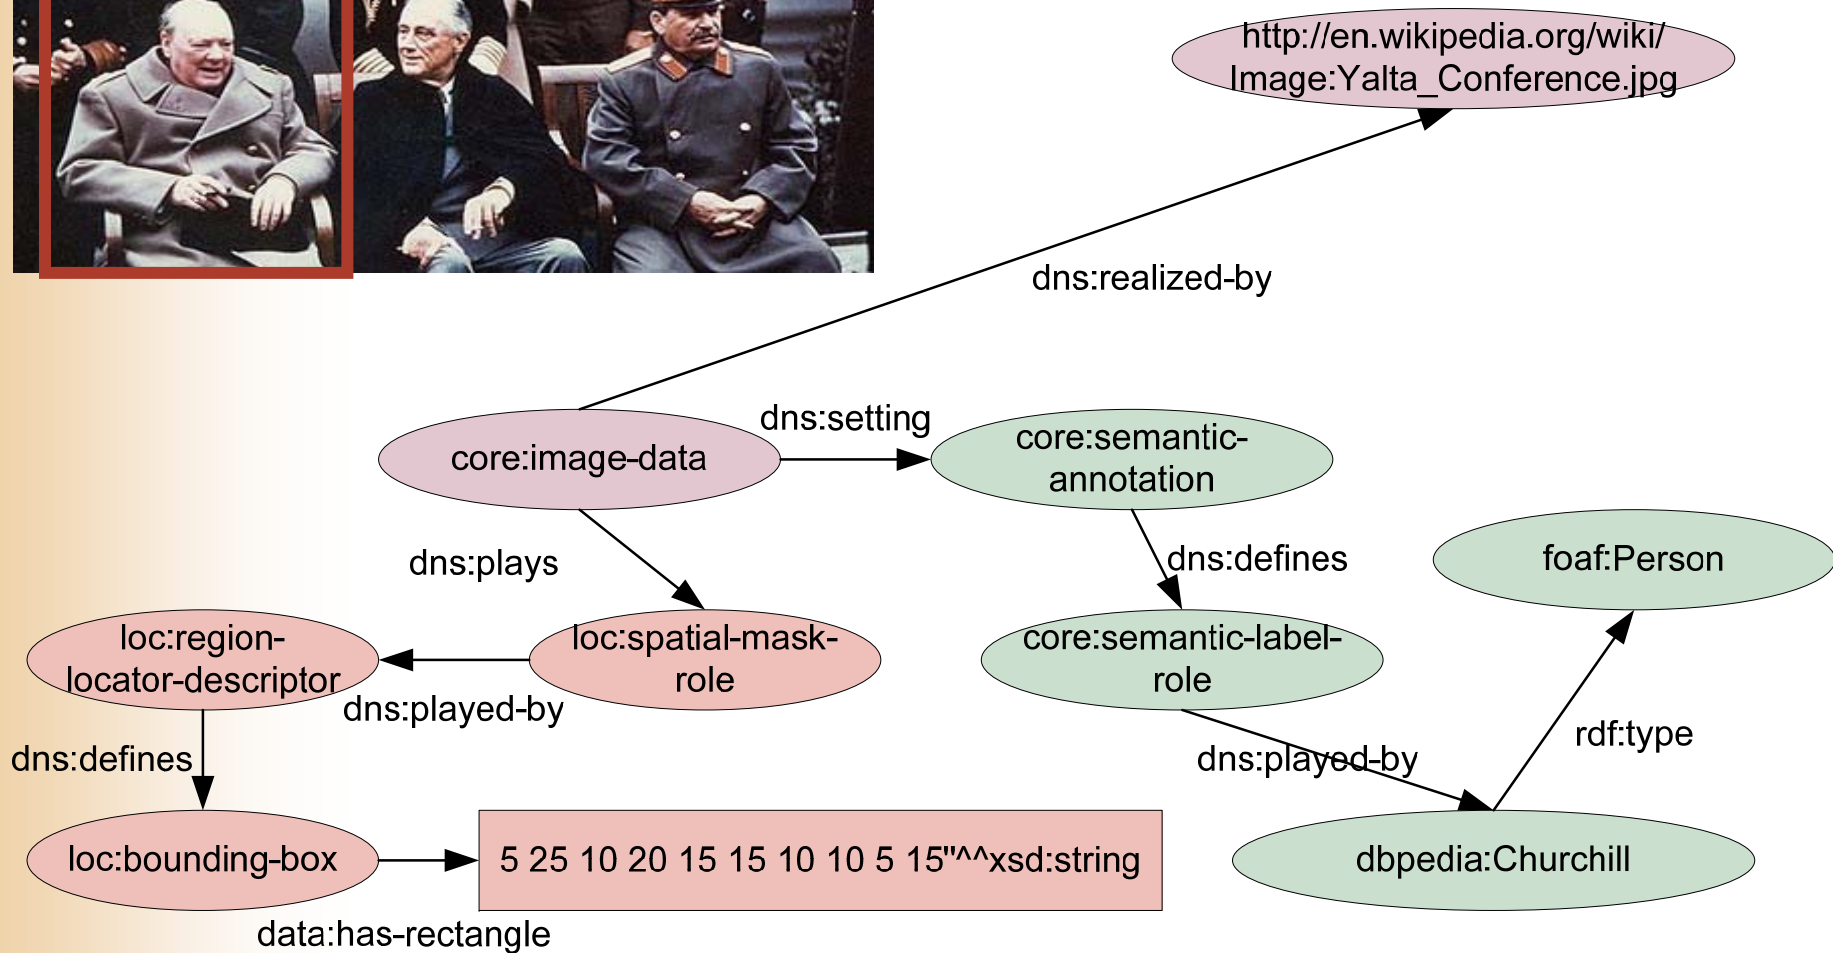 http://en.wikipedia.org/wiki/
Image:Yalta_Conference.jpg
dns:realized-by
dns:setting
core:image-data
core:semantic-
annotation
dns:plays
dns:defines
foaf:Person
loc:region-
locator-descriptor
loc:spatial-mask-
role
core:semantic-label-
role
dns:played-by
rdf:type
dns:defines
dns:played-by
loc:bounding-box
5 25 10 20 15 15 10 10 5 15"^^xsd:string
dbpedia:Churchill
data:has-rectangle